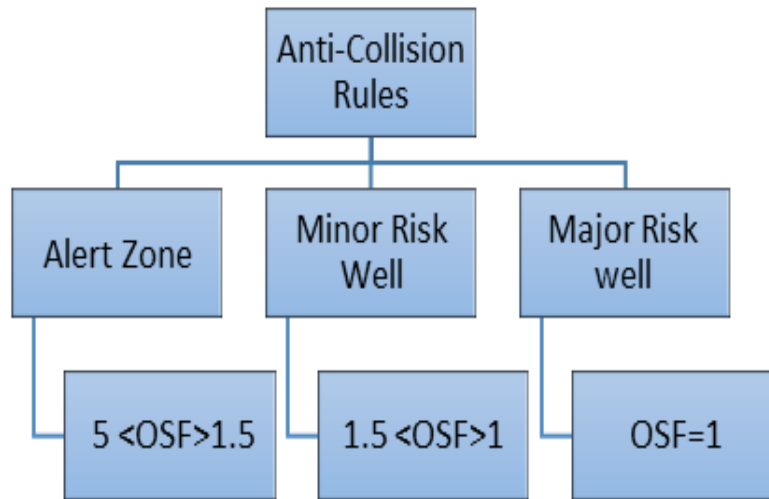 Anti-Collision
Rules
Alert Zone
Minor Risk
Well
Major Risk
well
5 <OSF>1.5
1.5 <OSF>1
OSF=1